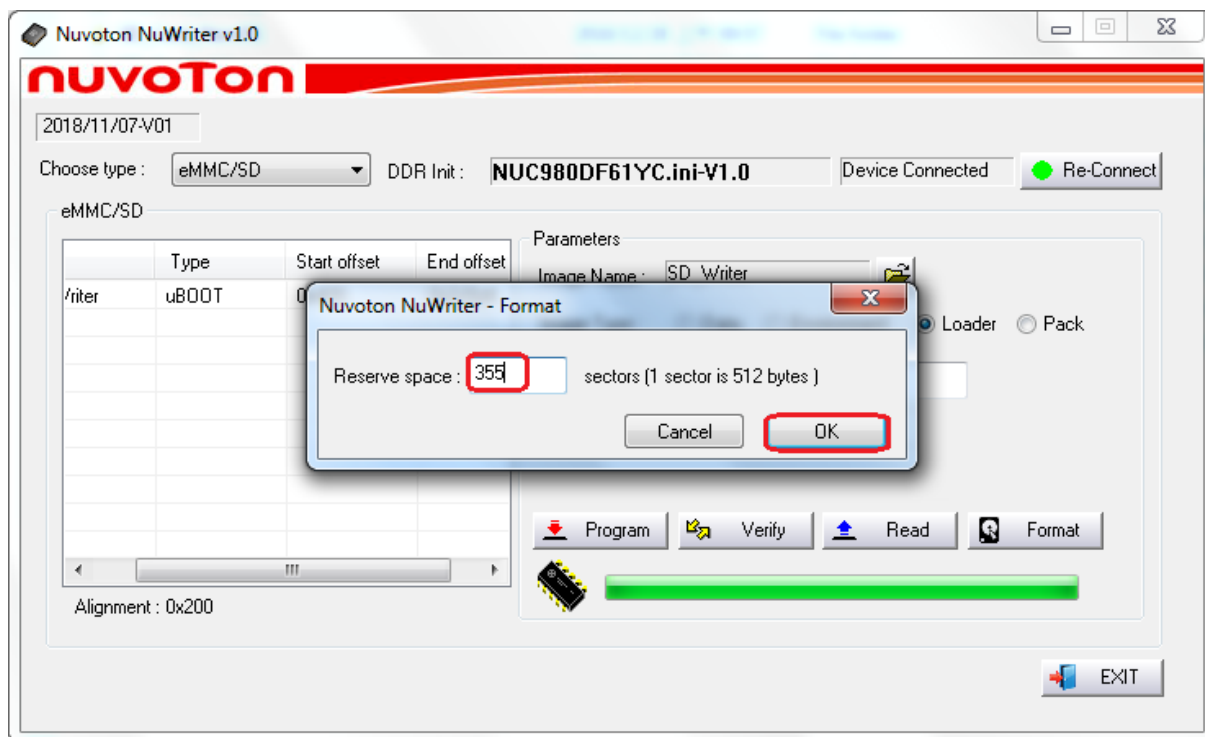 Nuvoton NuWriter v1.0
nuvoTon
2018/11/07-V01
Choose type : eMMC/SD DDR Init : NUC980DF61YC.ini-V1.0 Device Connected Re-Connect
eMMC/SD
Type Start offset End offset
Parameters
Image Name : SD_Writer
/riter uBOOT 0
Nuvoton NuWriter - Format
Loader Pack
Reserve space : 355 sectors (1 sector is 512 bytes )
Cancel OK
Program Verify Read Format
Alignment : 0x200
EXIT